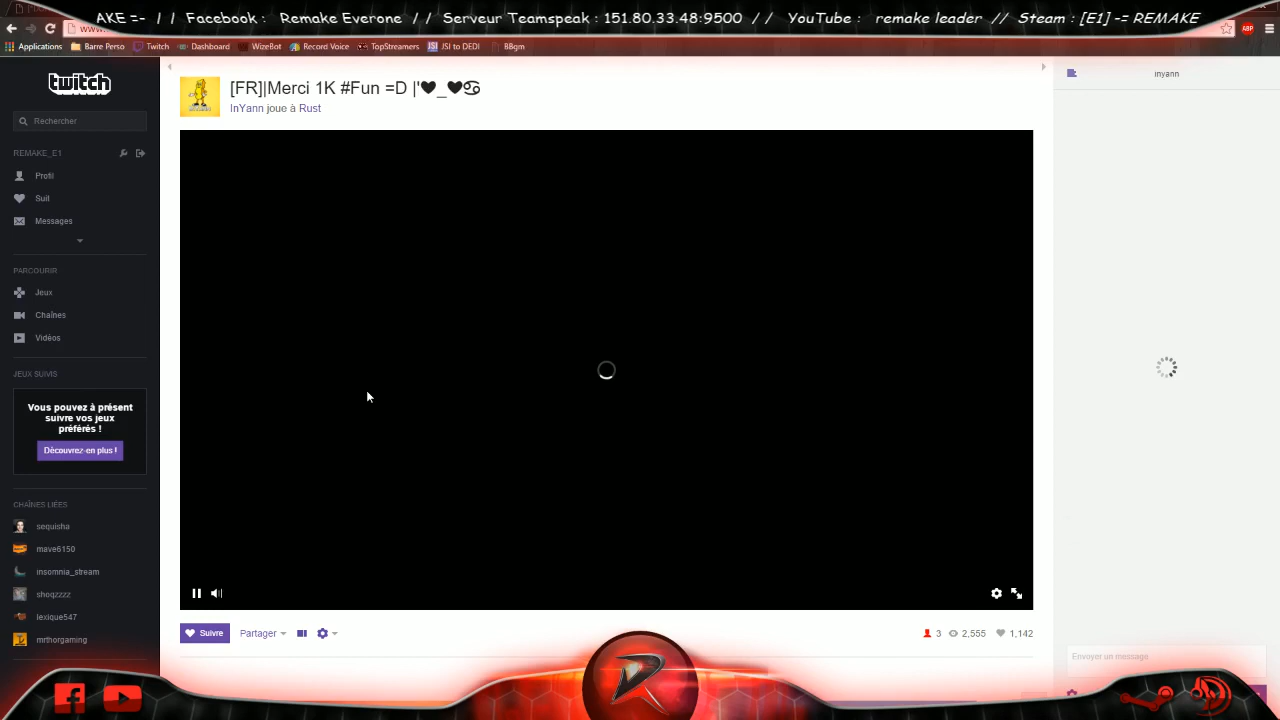 AKE =- / / Facebook : Remake Everone / / Serveur Teamspeak : 151.80.33.48:9500 // YouTube : remake leader // Steam : [E1] -= REMAKE
www.
ABP
Applications Barre Perso Twitch Dashboard WizeBot Record Voice TopStreamers JSI to DEDI BBgm
twitch
Rechercher
REMAKE_E1
Profil
Suil
Messages
PARCOURIR
Jeux
Chaînes
Vidéos
JEUX SUIVIS
Vous pouvez à présent
suivre vos jeux
préférés !
Découvrez-en plus !
CHAÎNES LIÉES
sequisha
mave6150
insomnia_stream
shoqzzzz
lexique547
mrthorgaming
[FR]|Merci 1K #Fun =D |'♥_♥♋
InYann joue à Rust
Suivre Partager 3 2,555 1,142
inyann
Envoyer un message